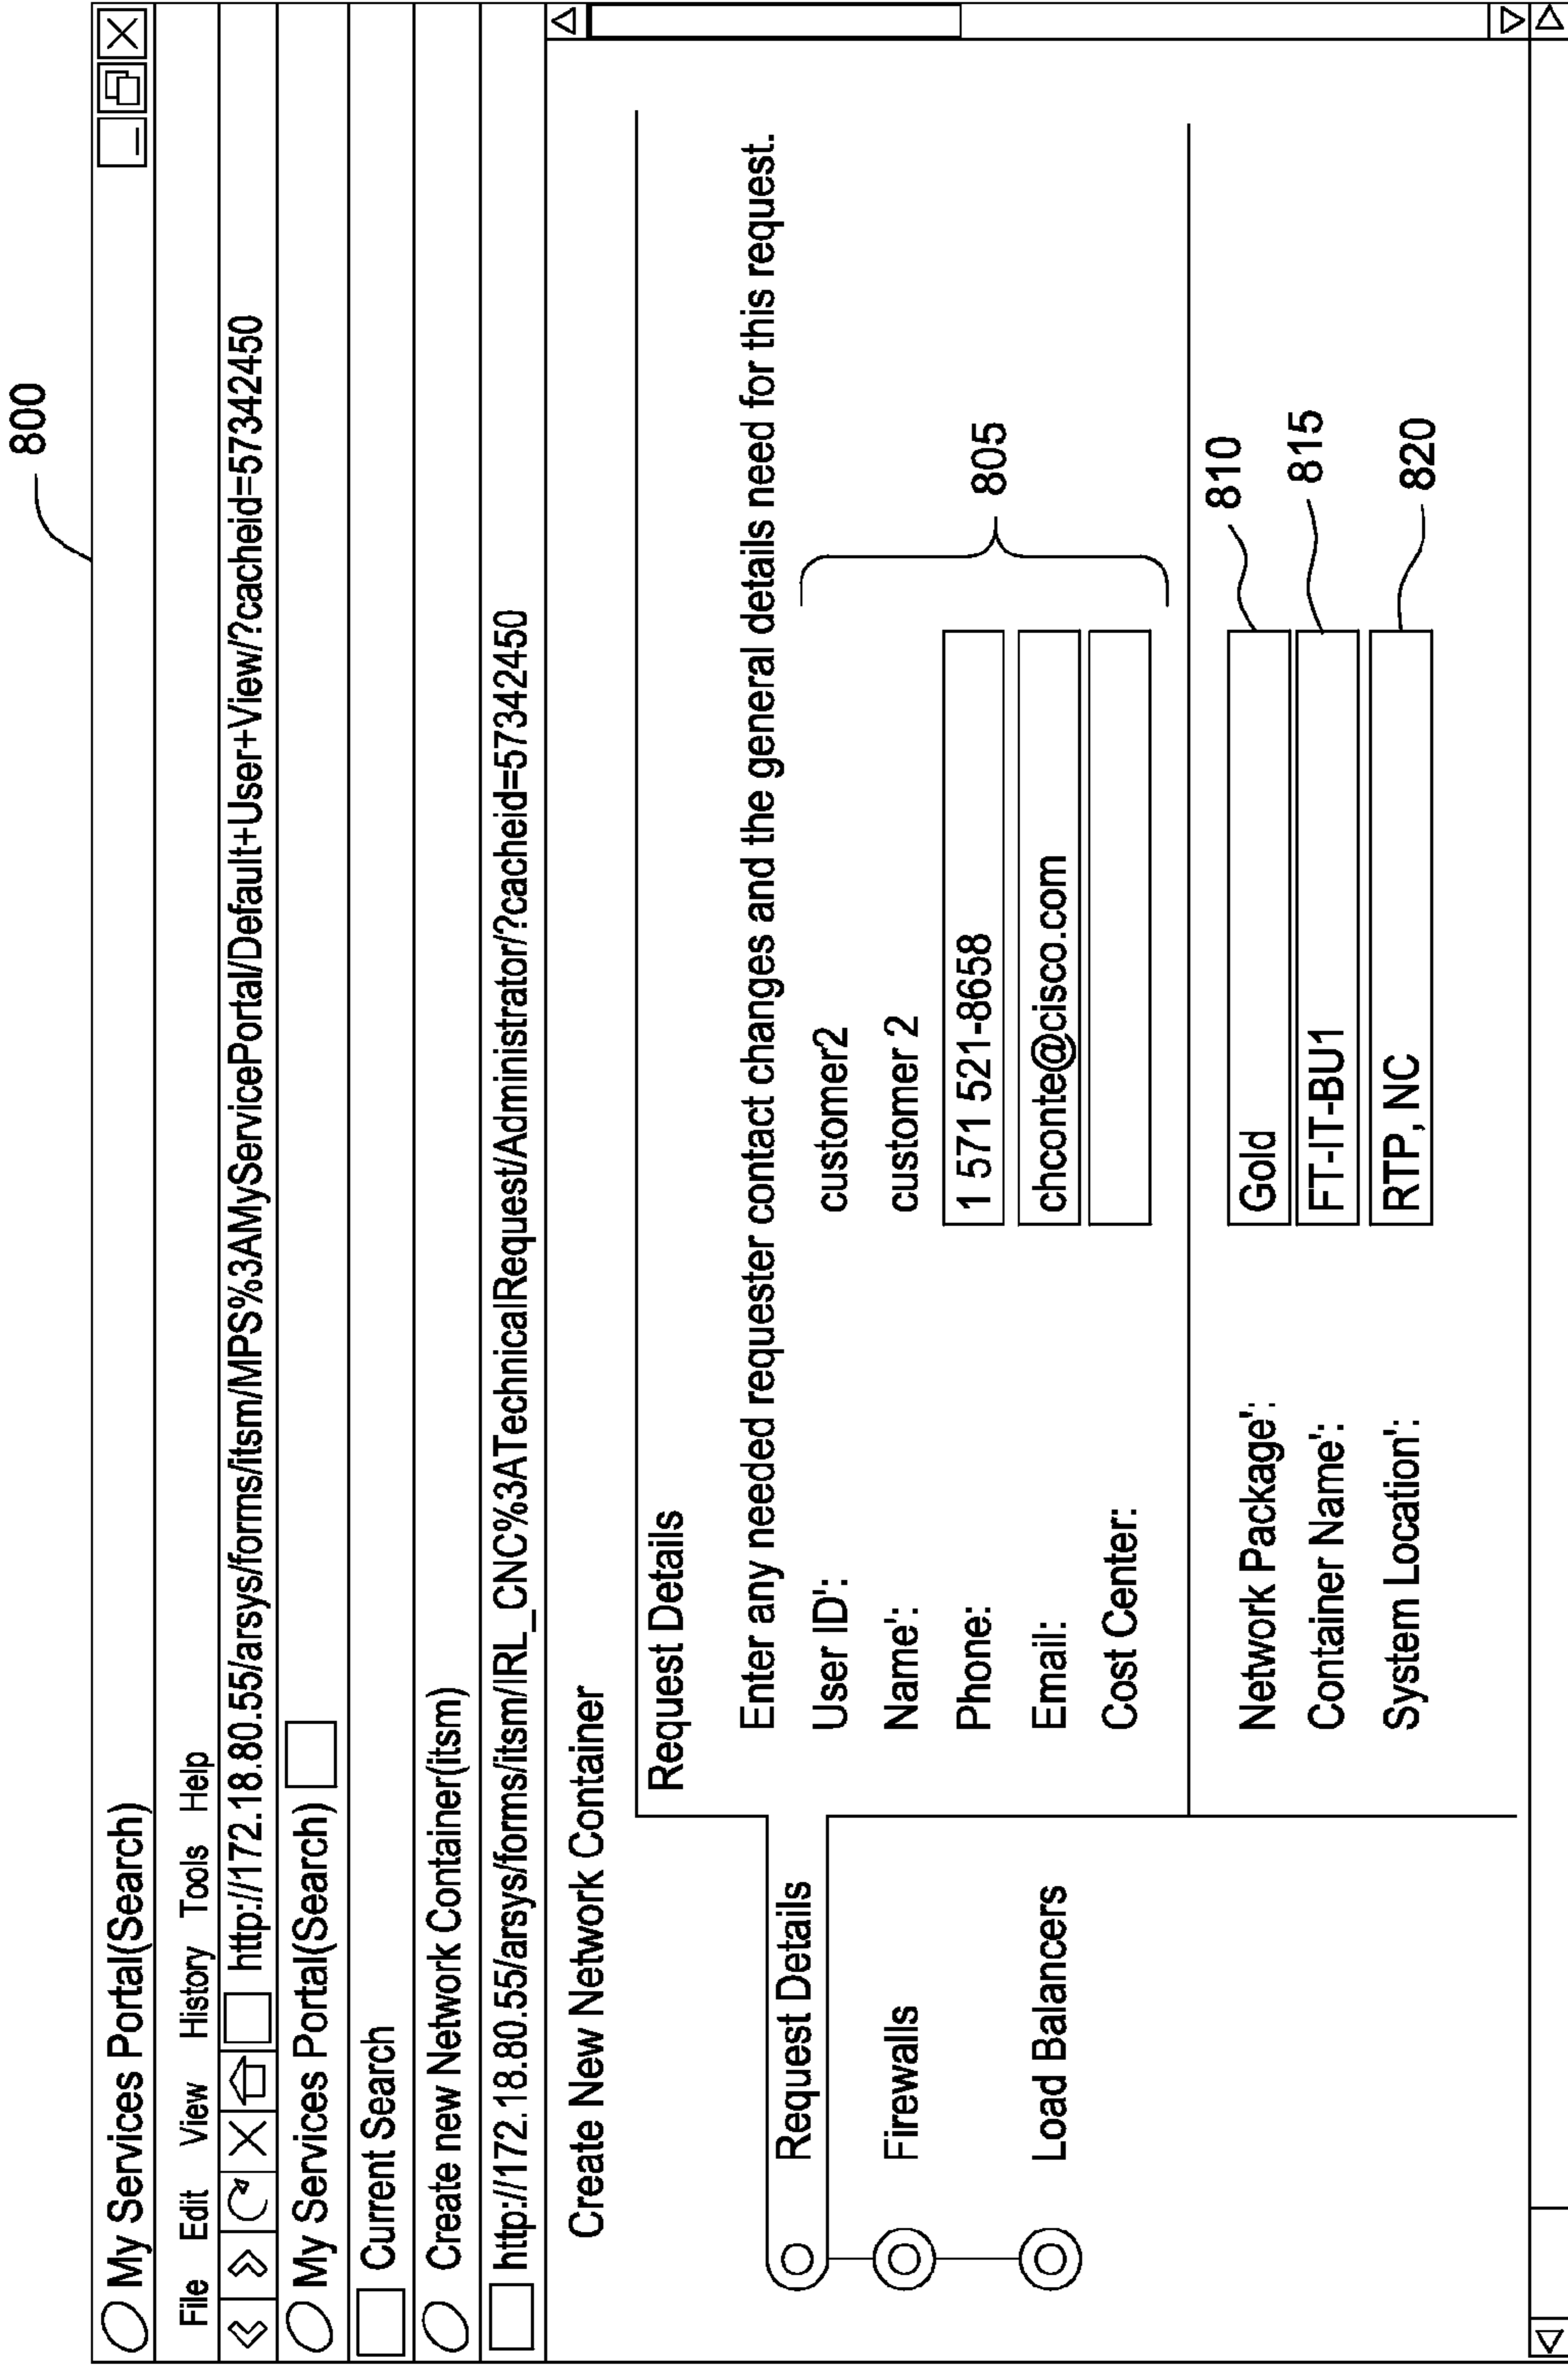 800
My Services Portal(Search)
File Edit View History Tools Help
http://172.18.80.55/arsys/forms/itsm/MPS%3AMyServicePortal/Default+User+View/?cacheid=57342450
My Services Portal(Search)
Current Search
Create new Network Container(itsm)
http://172.18.80.55/arsys/forms/itsm/IRL_CNC%3ATechnicalRequest/Administrator/?cacheid=57342450
Create New Network Container
Request Details
Request Details
Firewalls
Load Balancers
Enter any needed requester contact changes and the general details need for this request.
User ID': customer2
Name': customer 2
Phone: 1 571 521-8658
Email: chconte@cisco.com
Cost Center:
805
Network Package': Gold 810
Container Name': FT-IT-BU1 815
System Location': RTP, NC 820